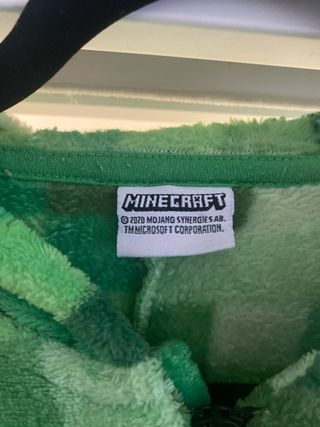 MINECRAFT
© 2020 MOJANG SYNERGIES AB.
TM MICROSOFT CORPORATION.